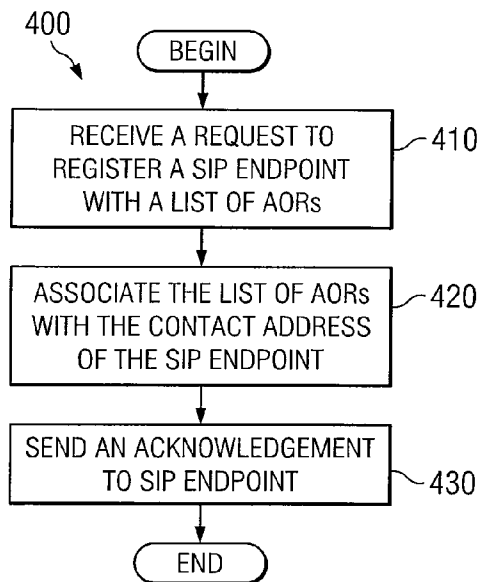 400
BEGIN
RECEIVE A REQUEST TO
REGISTER A SIP ENDPOINT
WITH A LIST OF AORs
410
ASSOCIATE THE LIST OF AORs
WITH THE CONTACT ADDRESS
OF THE SIP ENDPOINT
420
SEND AN ACKNOWLEDGEMENT
TO SIP ENDPOINT
430
END